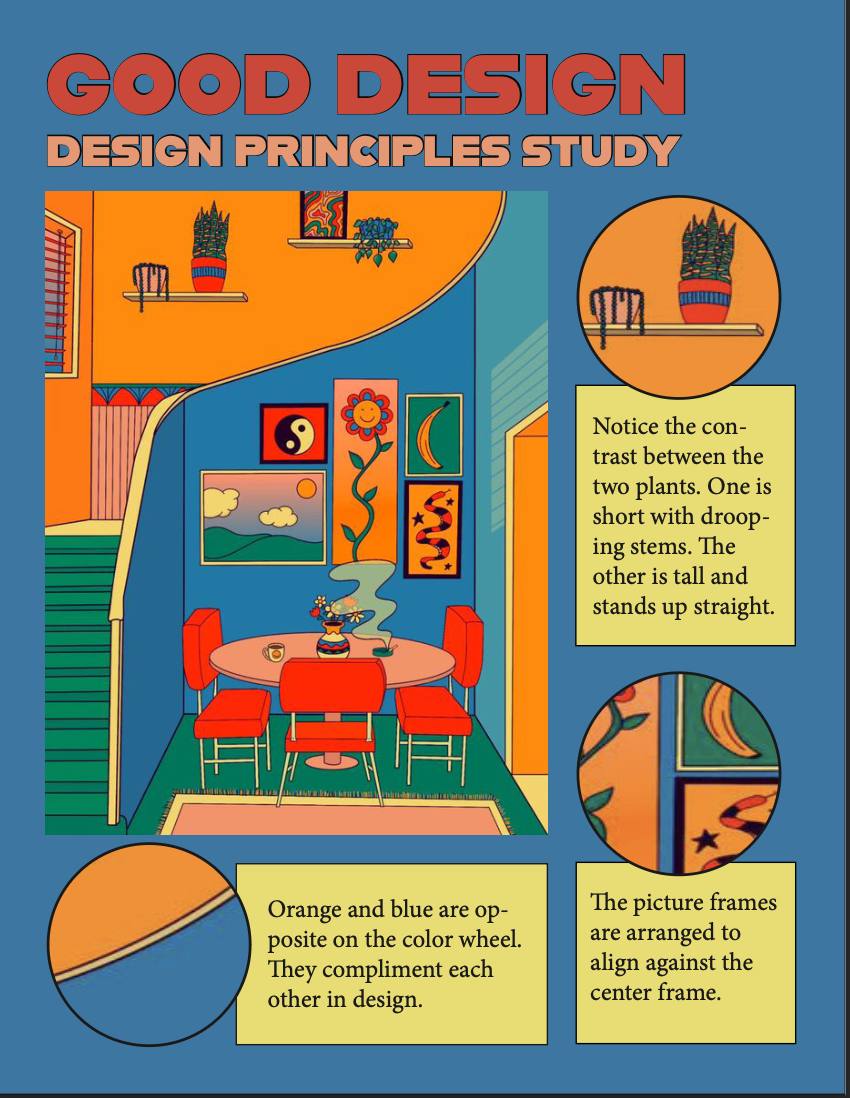 GOOD DESIGN
DESIGN PRINCIPLES STUDY
Notice the con-
trast between the
two plants. One is
short with droop-
ing stems. The
other is tall and
stands up straight.
The picture frames
are arranged to
align against the
center frame.
Orange and blue are op-
posite on the color wheel.
They compliment each
other in design.